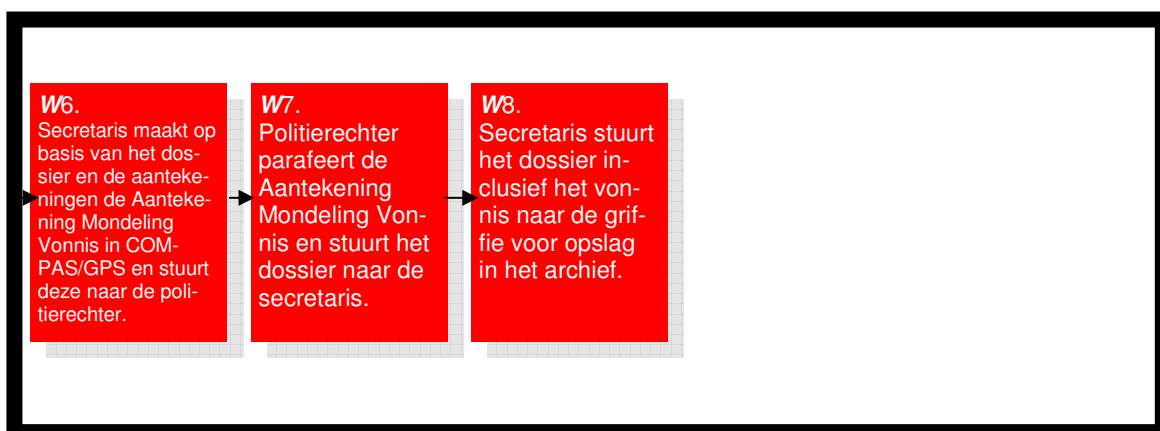 W6.
Secretaris maakt op
basis van het dos-
sier en de aanteke-
ningen de Aanteke-
ning Mondeling
Vonnis in COM-
PAS/GPS en stuurt
deze naar de poli-
tierechter.
W7.
Politierechter
parafeert de
Aantekening
Mondeling Von-
nis en stuurt het
dossier naar de
secretaris.
W8.
Secretaris stuurt
het dossier in-
clusief het von-
nis naar de grif-
fie voor opslag
in het archief.